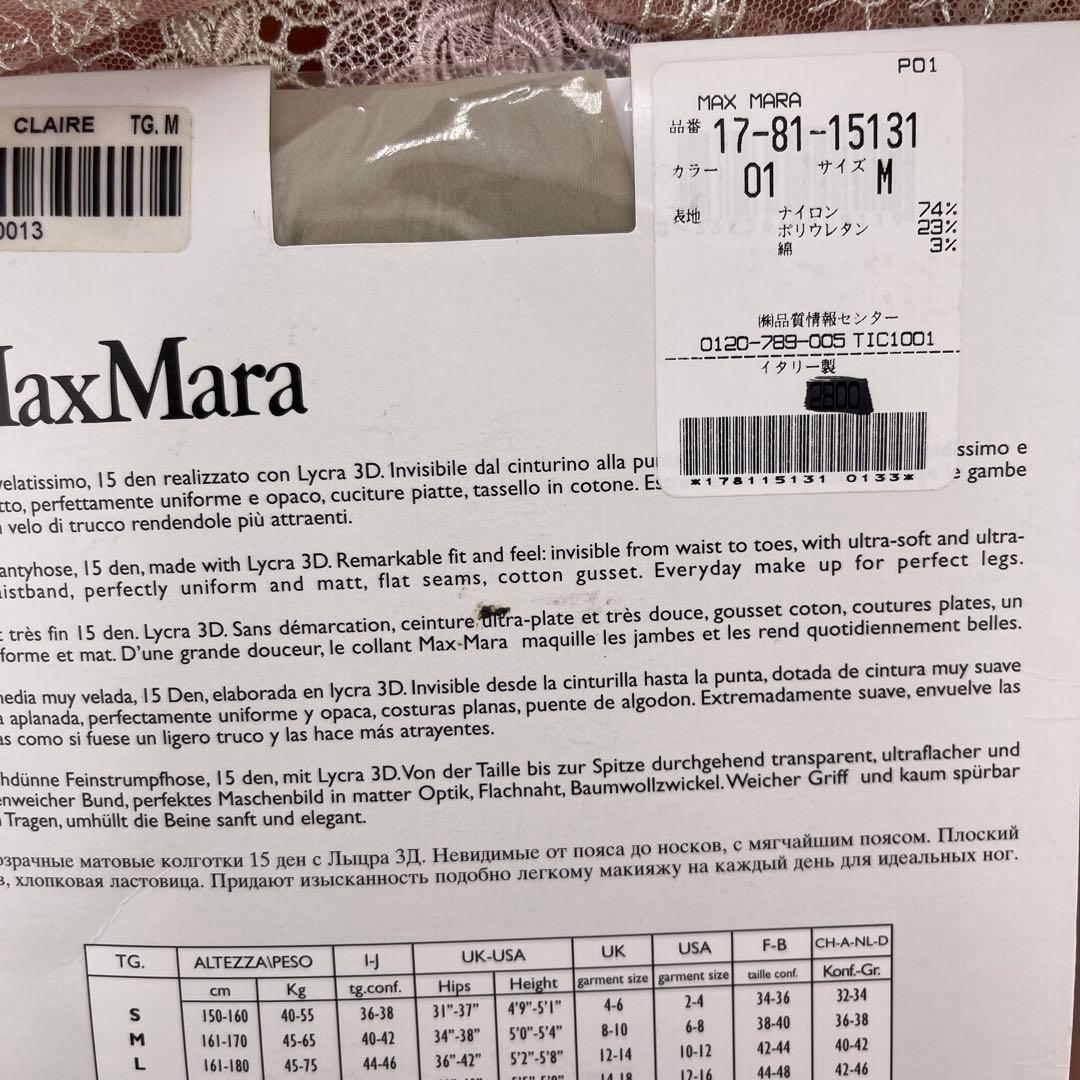 CLAIRE TG. M
0013
P01
MAX MARA
品番 17-81-15131
カラー 01 サイズ M
表地 ナイロン 74%
ポリウレタン 23%
綿 3%
㈱品質情報センター
0120-789-005 TIC1001
イタリー製
2800
*178115131 0133*
MaxMara
velatissimo, 15 den realizzato con Lycra 3D. Invisibile dal cinturino alla pun ssimo e
tto, perfettamente uniforme e opaco, cuciture piatte, tassello in cotone. Es le gambe
n velo di trucco rendendole più attraenti.
antyhose, 15 den, made with Lycra 3D. Remarkable fit and feel: invisible from waist to toes, with ultra-soft and ultra-
istband, perfectly uniform and matt, flat seams, cotton gusset. Everyday make up for perfect legs.
t très fin 15 den. Lycra 3D. Sans démarcation, ceinture ultra-plate et très douce, gousset coton, coutures plates, un
forme et mat. D'une grande douceur, le collant Max-Mara maquille les jambes et les rend quotidiennement belles.
media muy velada, 15 Den, elaborada en lycra 3D. Invisible desde la cinturilla hasta la punta, dotada de cintura muy suave
a aplanada, perfectamente uniforme y opaca, costuras planas, puente de algodon. Extremadamente suave, envuelve las
as como si fuese un ligero truco y las hace más atrayentes.
hdünne Feinstrumpfhose, 15 den, mit Lycra 3D. Von der Taille bis zur Spitze durchgehend transparent, ultraflacher und
enweicher Bund, perfektes Maschenbild in matter Optik, Flachnaht, Baumwollzwickel. Weicher Griff und kaum spürbar
Tragen, umhüllt die Beine sanft und elegant.
озрачные матовые колготки 15 ден с Лыцра 3Д. Невидимые от пояса до носков, с мягчайшим поясом. Плоский
в, хлопковая ластовица. Придают изысканность подобно легкому макияжу на каждый день для идеальных ног.
TG. ALTEZZA\PESO I-J UK-USA UK USA F-B CH-A-NL-D
cm Kg tg.conf. Hips Height garment size garment size taille conf. Konf.-Gr.
S 150-160 40-55 36-38 31"-37" 4'9"-5'1" 4-6 2-4 34-36 32-34
M 161-170 45-65 40-42 34"-38" 5'0"-5'4" 8-10 6-8 38-40 36-38
L 161-180 45-75 44-46 36"-42" 5'2"-5'8" 12-14 10-12 42-44 40-42
14-18 12-16 44-48 42-46